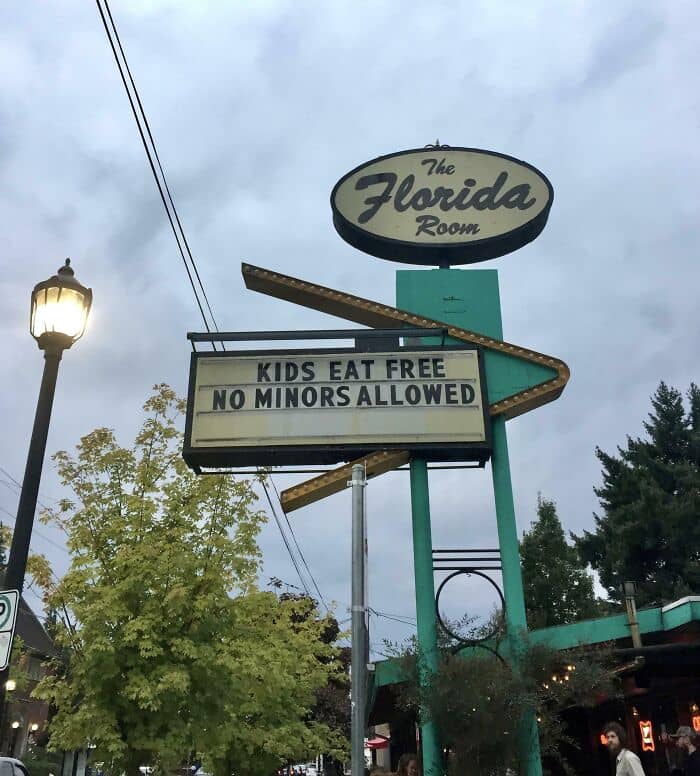 The
Florida
Room
KIDS EAT FREE
NO MINORS ALLOWED